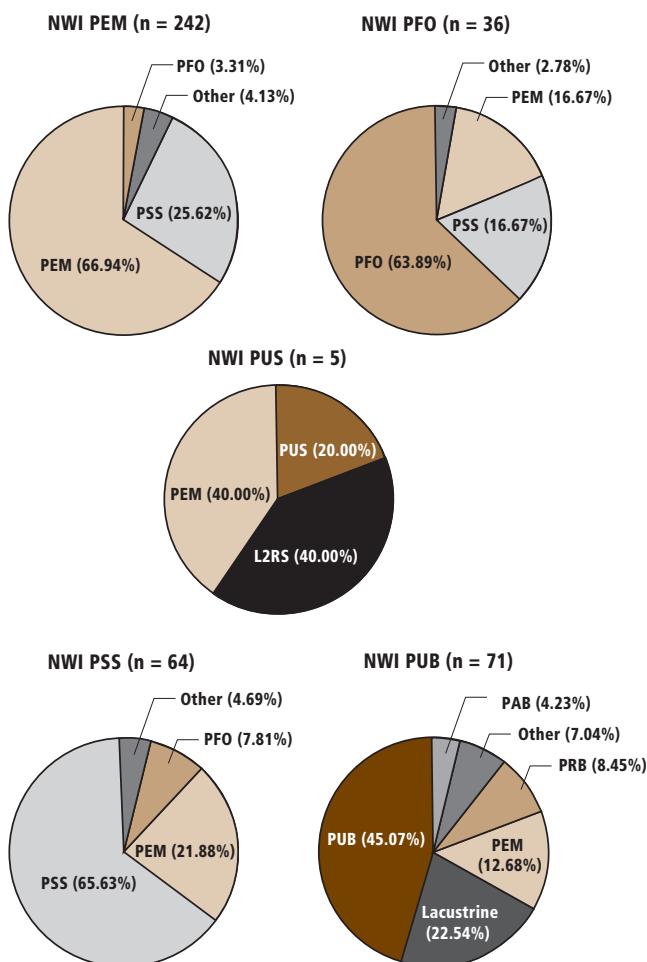 NWI PEM (n = 242)
PFO (3.31%)
Other (4.13%)
PSS (25.62%)
PEM (66.94%)
NWI PFO (n = 36)
Other (2.78%)
PEM (16.67%)
PSS (16.67%)
PFO (63.89%)
NWI PUS (n = 5)
PUS (20.00%)
PEM (40.00%)
L2RS (40.00%)
NWI PSS (n = 64)
Other (4.69%)
PFO (7.81%)
PEM (21.88%)
PSS (65.63%)
NWI PUB (n = 71)
PAB (4.23%)
Other (7.04%)
PRB (8.45%)
PUB (45.07%)
PEM
(12.68%)
Lacustrine
(22.54%)